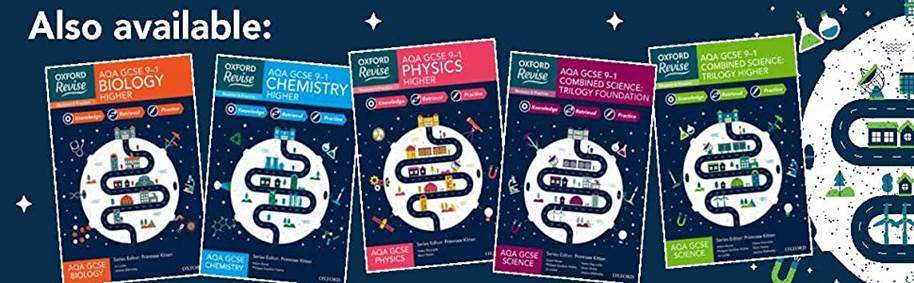 Also available:
OXFORD
Revise
AQA GCSE 9-1
BIOLOGY
HIGHER
Knowledge
Retrieval
Practice
Series Editor: Primrose Kitten
AQA GCSE
BIOLOGY
OXFORD
OXFORD
Revise
AQA GCSE 9-1
CHEMISTRY
HIGHER
Knowledge
Retrieval
Practice
Series Editor: Primrose Kitten
AQA GCSE
CHEMISTRY
OXFORD
OXFORD
Revise
AQA GCSE 9-1
PHYSICS
HIGHER
Knowledge
Retrieval
Practice
Series Editor: Primrose Kitten
AQA GCSE
PHYSICS
OXFORD
OXFORD
Revise
AQA GCSE 9-1
COMBINED SCIENCE:
TRILOGY FOUNDATION
Knowledge
Retrieval
Practice
Series Editor: Primrose Kitten
AQA GCSE
SCIENCE
OXFORD
OXFORD
Revise
AQA GCSE 9-1
COMBINED SCIENCE:
TRILOGY HIGHER
Knowledge
Retrieval
Practice
Series Editor: Primrose Kitten
AQA GCSE
SCIENCE
OXFORD